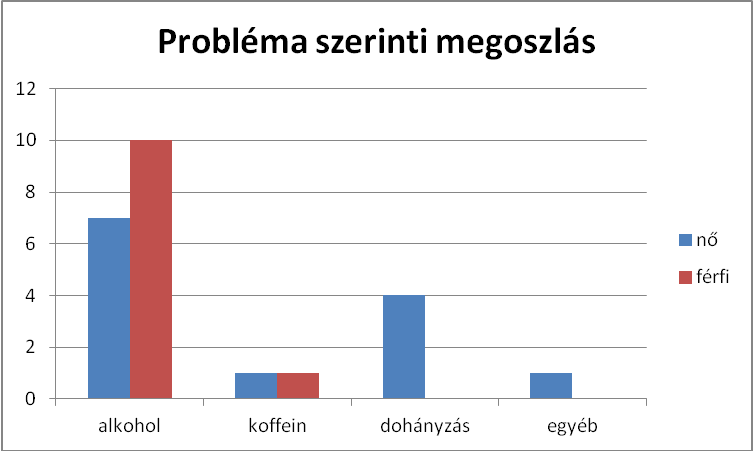 Probléma szerinti megoszlás
12
10
8
6
4
2
0
alkohol
koffein
dohányzás
egyéb
nő
férfi